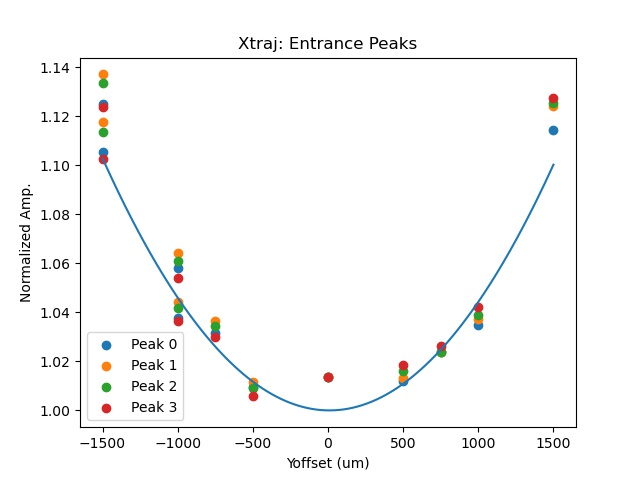 Xtraj: Entrance Peaks
Normalized Amp.
1.14
1.12
1.10
1.08
1.06
1.04
1.02
1.00
Peak 0
Peak 1
Peak 2
Peak 3
−1500 −1000 −500 0 500 1000 1500
Yoffset (um)